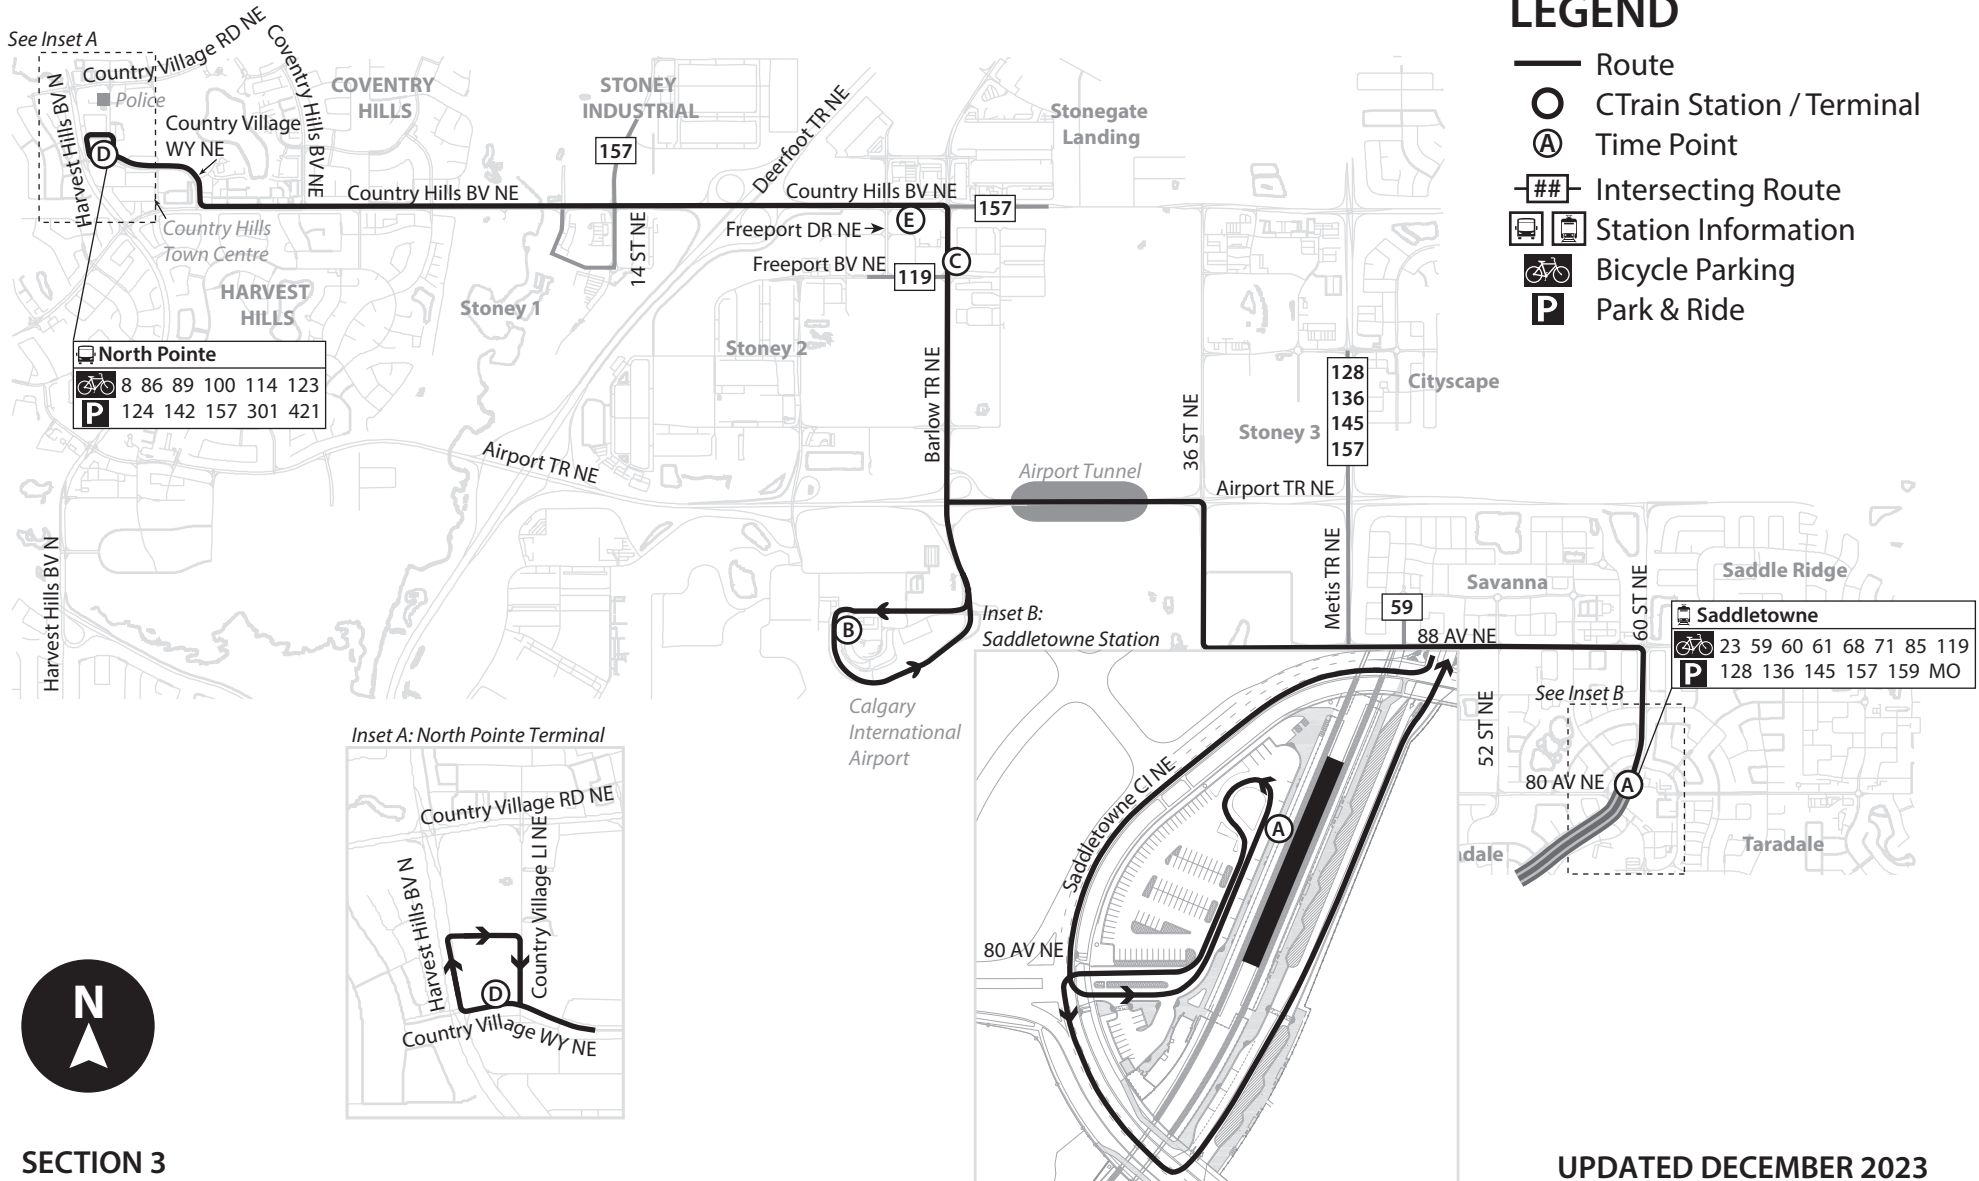 LEGEND
Route
CTrain Station / Terminal
A
Time Point
##
Intersecting Route
Station Information
Bicycle Parking
P
Park & Ride
See Inset A
Country Village RD NE
Coventry Hills BV NE
Harvest Hills BV N
Police
COVENTRY
HILLS
STONEY
INDUSTRIAL
Deerfoot TR NE
Stonegate
Landing
Country Village
WY NE
157
D
Country Hills BV NE
Country Hills BV NE
157
E
Country Hills
Town Centre
14 ST NE
Freeport DR NE
Freeport BV NE
119
C
HARVEST
HILLS
Stoney 1
Stoney 2
North Pointe
8 86 89 100 114 123
P
124 142 157 301 421
Barlow TR NE
36 ST NE
128
136
145
157
Cityscape
Stoney 3
Airport TR NE
Airport Tunnel
Airport TR NE
Harvest Hills BV N
Metis TR NE
Savanna
Saddle Ridge
60 ST NE
59
88 AV NE
B
Inset B:
Saddletowne Station
Saddletowne
23 59 60 61 68 71 85 119
P
128 136 145 157 159 MO
Calgary
International
Airport
See Inset B
52 ST NE
80 AV NE
A
dale
Taradale
Inset A: North Pointe Terminal
Country Village RD NE
Harvest Hills BV N
Country Village LI NE
D
Country Village WY NE
Saddletowne CI NE
A
80 AV NE
N
SECTION 3
UPDATED DECEMBER 2023